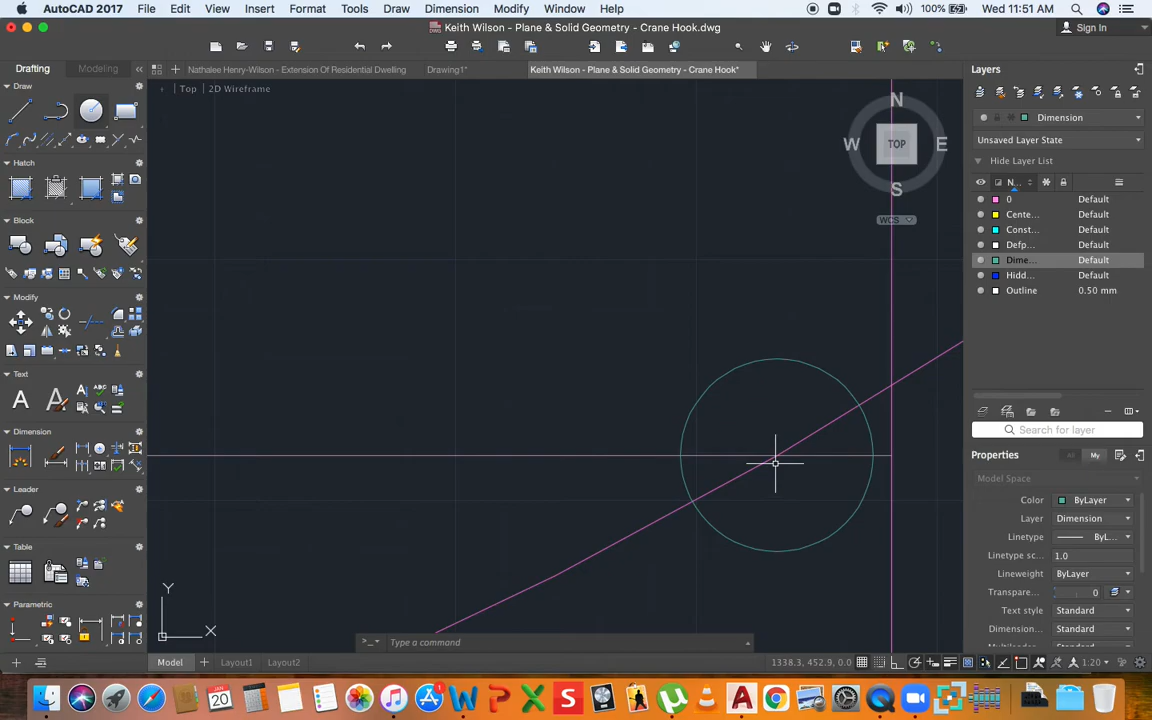 AutoCAD 2017 File Edit View Insert Format Tools Draw Dimension Modify Window Help 100% Wed 11:51 AM
Keith Wilson - Plane & Solid Geometry - Crane Hook.dwg
Sign In
Drafting Modeling
Nathalee Henry-Wilson - Extension Of Residential Dwelling Drawing1* Keith Wilson - Plane & Solid Geometry - Crane Hook*
Layers
Draw
Top 2D Wireframe
N
W TOP E
S
WCS
Dimension
Unsaved Layer State
Hide Layer List
N...
0 Default
Cente... Default
Const... Default
Defp... Default
Dime... Default
Hidd... Default
Outline 0.50 mm
Hatch
Block
Modify
Text
A
Dimension
Leader
Table
Parametric
Search for layer
Properties All My
Model Space
Color ByLayer
Layer Dimension
Linetype ByL...
Linetype sc... 1.0
Lineweight ByLayer
Transpare... 0
Text style Standard
Dimension... Standard
Y
X
>_ Type a command
Model Layout1 Layout2
1338.3, 452.9, 0.0
1:20
JAN
20